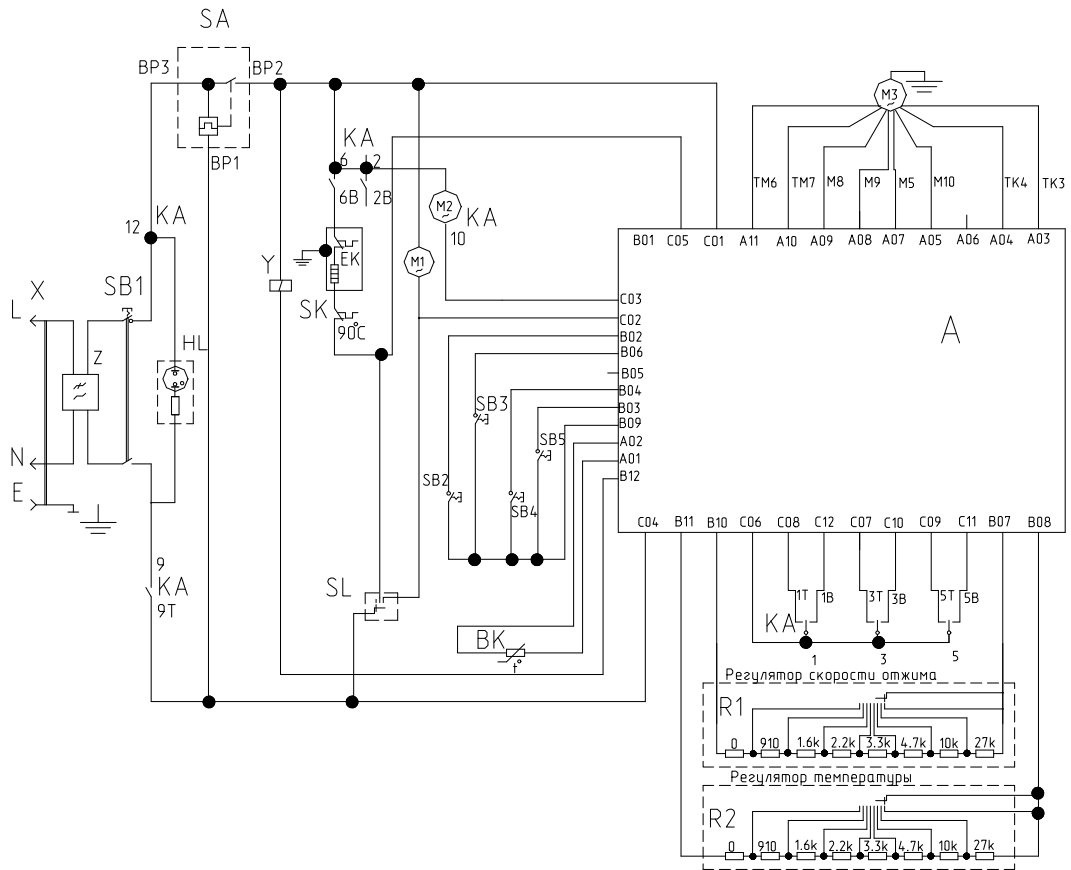 SA
BP3
BP2
BP1
M3
KA
6
2
6B
2B
M2
KA
10
TM6
TM7
M8
M9
M5
M10
TK4
TK3
KA
12
B01
C05
C01
A11
A10
A09
A08
A07
A05
A06
A04
A03
M1
Y
EK
SB1
X
L
SK
90°C
C03
C02
B02
B06
B05
B04
B03
B09
A02
A01
B12
A
HL
Z
SB3
SB5
SB2
SB4
N
E
C04
B11
B10
C06
C08
C12
C07
C10
C09
C11
B07
B08
9
KA
9T
SL
1T
1B
3T
3B
5T
5B
KA
BK
t°
1
3
5
Регулятор скорости отжима
R1
0
910
1.6k
2.2k
3.3k
4.7k
10k
27k
Регулятор температуры
R2
0
910
1.6k
2.2k
3.3k
4.7k
10k
27k